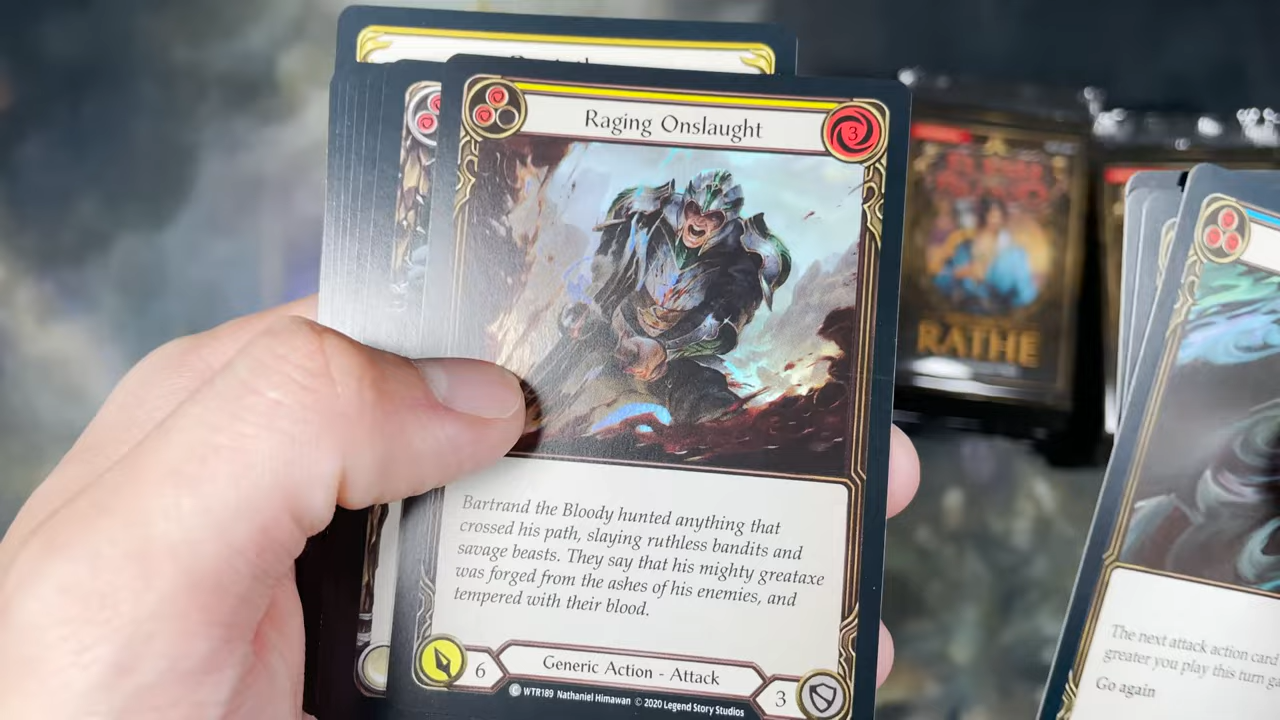 Raging Onslaught
3
Bartrand the Bloody hunted anything that
crossed his path, slaying ruthless bandits and
savage beasts. They say that his mighty greataxe
was forged from the ashes of his enemies, and
tempered with their blood.
6
Generic Action - Attack
3
C WTR189 Nathaniel Himawan © 2020 Legend Story Studios
RATHE
The next attack action card
greater you play this turn ga
Go again